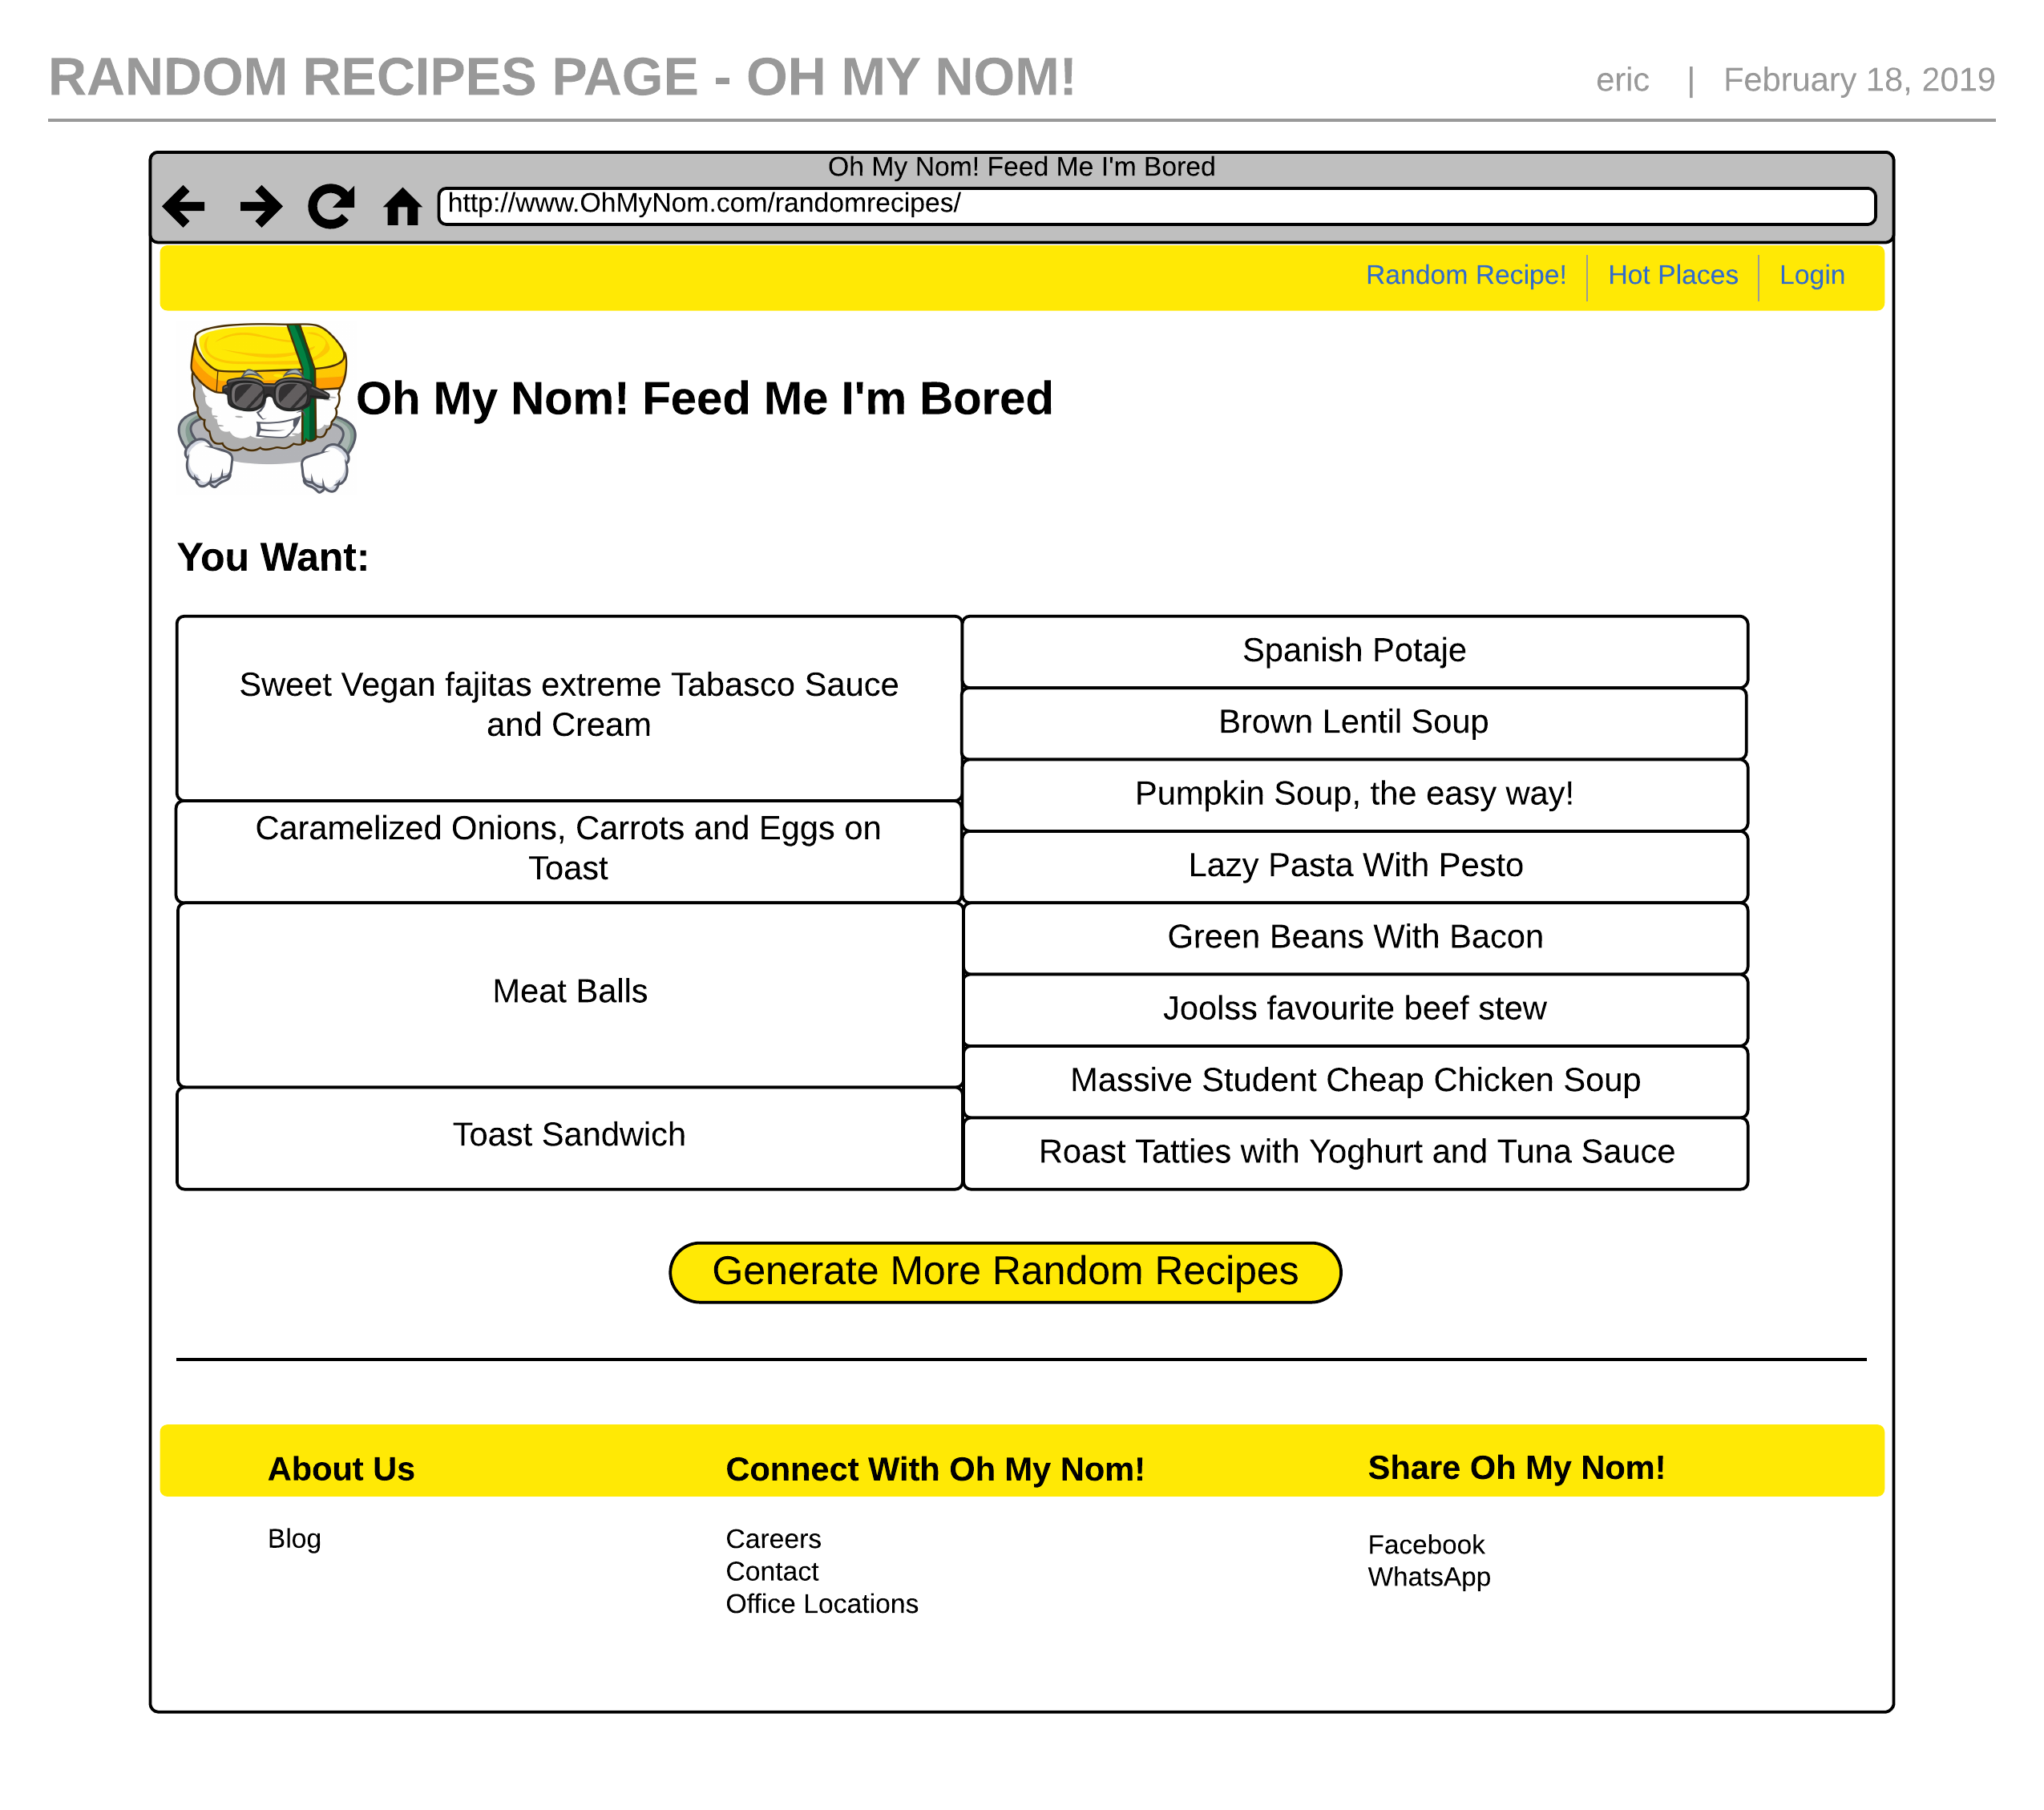 RANDOM RECIPES PAGE - OH MY NOM!
eric | February 18, 2019
Oh My Nom! Feed Me I'm Bored
http://www.OhMyNom.com/randomrecipes/
Random Recipe!
Hot Places
Login
Oh My Nom! Feed Me I'm Bored
You Want:
Sweet Vegan fajitas extreme Tabasco Sauce
and Cream
Caramelized Onions, Carrots and Eggs on
Toast
Meat Balls
Toast Sandwich
Spanish Potaje
Brown Lentil Soup
Pumpkin Soup, the easy way!
Lazy Pasta With Pesto
Green Beans With Bacon
Joolss favourite beef stew
Massive Student Cheap Chicken Soup
Roast Tatties with Yoghurt and Tuna Sauce
Generate More Random Recipes
About Us
Blog
Connect With Oh My Nom!
Careers
Contact
Office Locations
Share Oh My Nom!
Facebook
WhatsApp